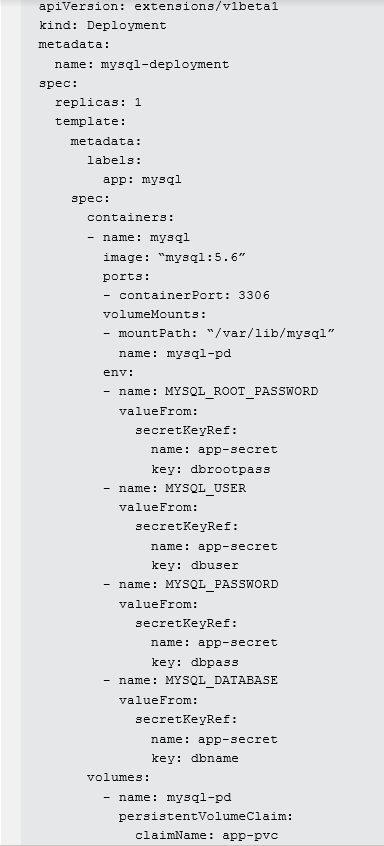 apiVersion: extensions/v1beta1
kind: Deployment
metadata:
  name: mysql-deployment
spec:
  replicas: 1
  template:
    metadata:
      labels:
        app: mysql
    spec:
      containers:
      - name: mysql
        image: “mysql:5.6”
        ports:
        - containerPort: 3306
        volumeMounts:
        - mountPath: “/var/lib/mysql”
          name: mysql-pd
        env:
        - name: MYSQL_ROOT_PASSWORD
          valueFrom:
            secretKeyRef:
              name: app-secret
              key: dbrootpass
        - name: MYSQL_USER
          valueFrom:
            secretKeyRef:
              name: app-secret
              key: dbuser
        - name: MYSQL_PASSWORD
          valueFrom:
            secretKeyRef:
              name: app-secret
              key: dbpass
        - name: MYSQL_DATABASE
          valueFrom:
            secretKeyRef:
              name: app-secret
              key: dbname
      volumes:
        - name: mysql-pd
          persistentVolumeClaim:
            claimName: app-pvc